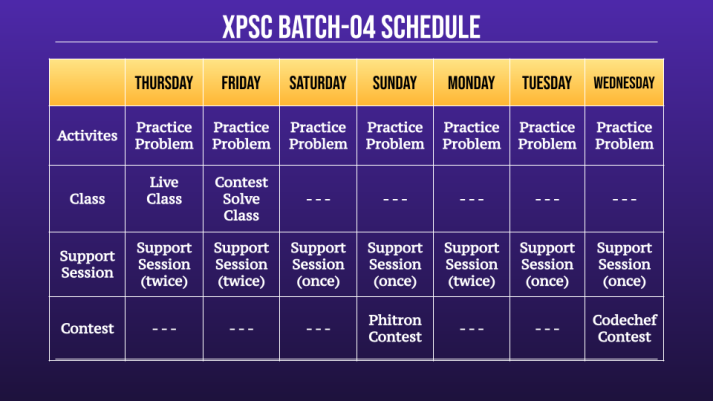 XPSC BATCH-04 SCHEDULE
THURSDAY FRIDAY SATURDAY SUNDAY MONDAY TUESDAY WEDNESDAY
Activites Practice Problem Practice Problem Practice Problem Practice Problem Practice Problem Practice Problem Practice Problem
Class Live Class Contest Solve Class --- --- --- --- ---
Support Session Support Session (twice) Support Session (twice) Support Session (once) Support Session (once) Support Session (twice) Support Session (once) Support Session (once)
Contest --- --- --- Phitron Contest --- --- Codechef Contest